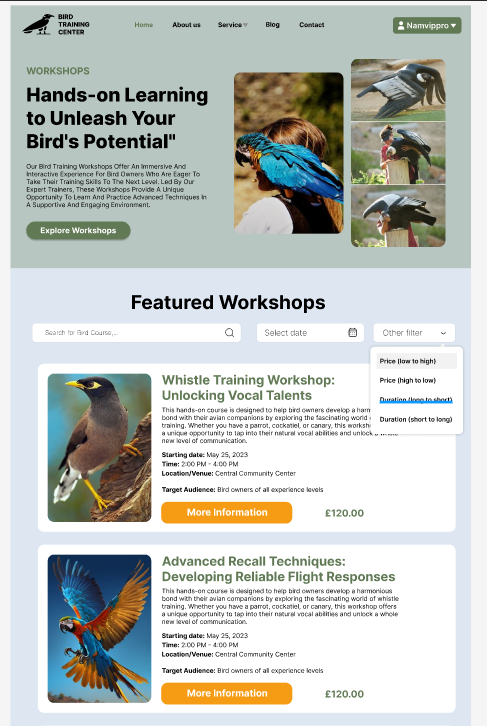 BIRD
TRAINING
CENTER
Home
About us
Service
Blog
Contact
Namvippro
WORKSHOPS
Hands-on Learning
to Unleash Your
Bird's Potential"
Our Bird Training Workshops Offer An Immersive And
Interactive Experience For Bird Owners Who Are Eager To
Take Their Training Skills To The Next Level. Led By Our
Expert Trainers, These Workshops Provide A Unique
Opportunity To Learn And Practice Advanced Techniques In
A Supportive And Engaging Environment.
Explore Workshops
Featured Workshops
Search for Bird Course,...
Select date
Other filter
Price (low to high)
Price (high to low)
Duration (long to short)
Duration (short to long)
Whistle Training Workshop:
Unlocking Vocal Talents
This hands-on course is designed to help bird owners develop a harm
bond with their avian companions by exploring the fascinating world of
training. Whether you have a parrot, cockatiel, or canary, this worksho
a unique opportunity to tap into their natural vocal abilities and unlock a whole
new level of communication.
Starting date: May 25, 2023
Time: 2:00 PM - 4:00 PM
Location/Venue: Central Community Center
Target Audience: Bird owners of all experience levels
More Information
£120.00
Advanced Recall Techniques:
Developing Reliable Flight Responses
This hands-on course is designed to help bird owners develop a harmonious
bond with their avian companions by exploring the fascinating world of whistle
training. Whether you have a parrot, cockatiel, or canary, this workshop offers
a unique opportunity to tap into their natural vocal abilities and unlock a whole
new level of communication.
Starting date: May 25, 2023
Time: 2:00 PM - 4:00 PM
Location/Venue: Central Community Center
Target Audience: Bird owners of all experience levels
More Information
£120.00